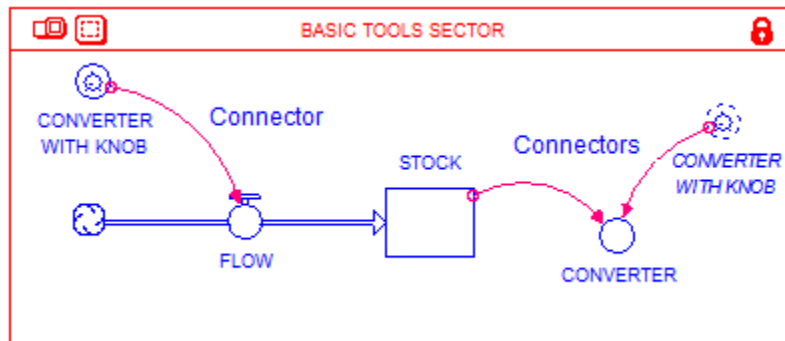 BASIC TOOLS SECTOR
CONVERTER
WITH KNOB
Connector
STOCK
Connectors
CONVERTER
WITH KNOB
FLOW
CONVERTER